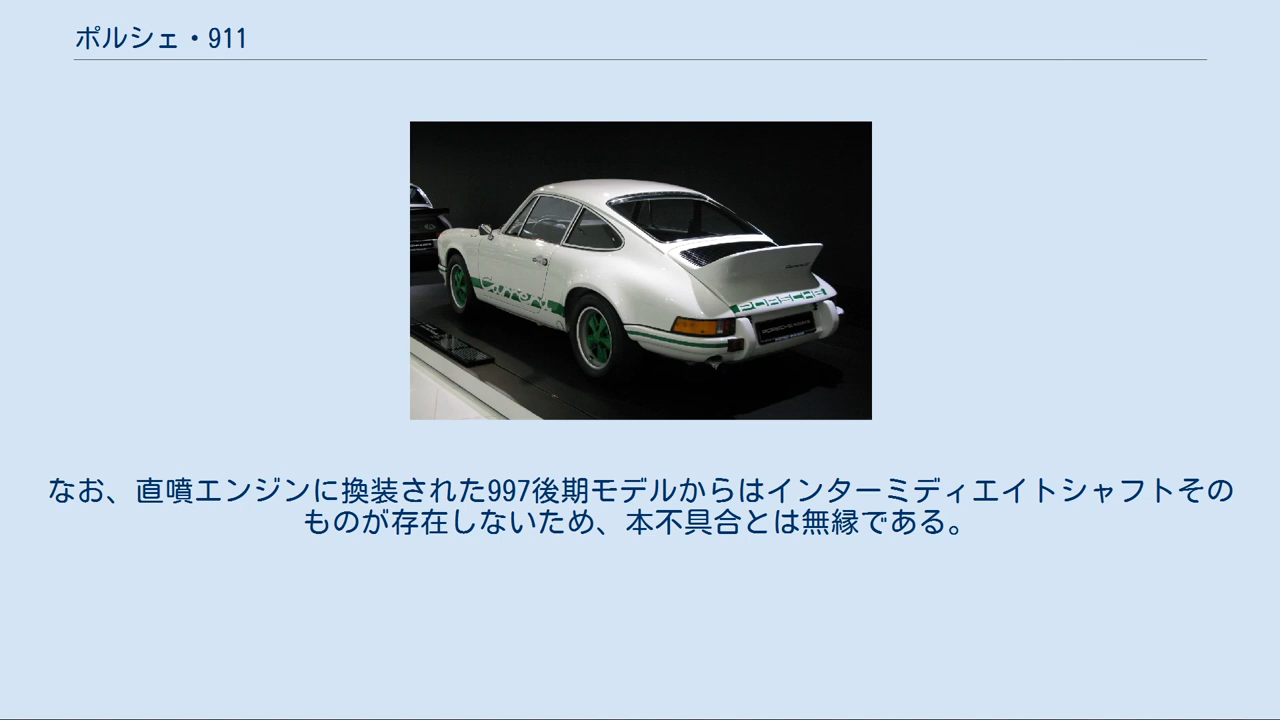 ポルシェ・911
Carrera
PORSCHE
なお、直噴エンジンに換装された997後期モデルからはインターミディエイトシャフトその
ものが存在しないため、本不具合とは無縁である。